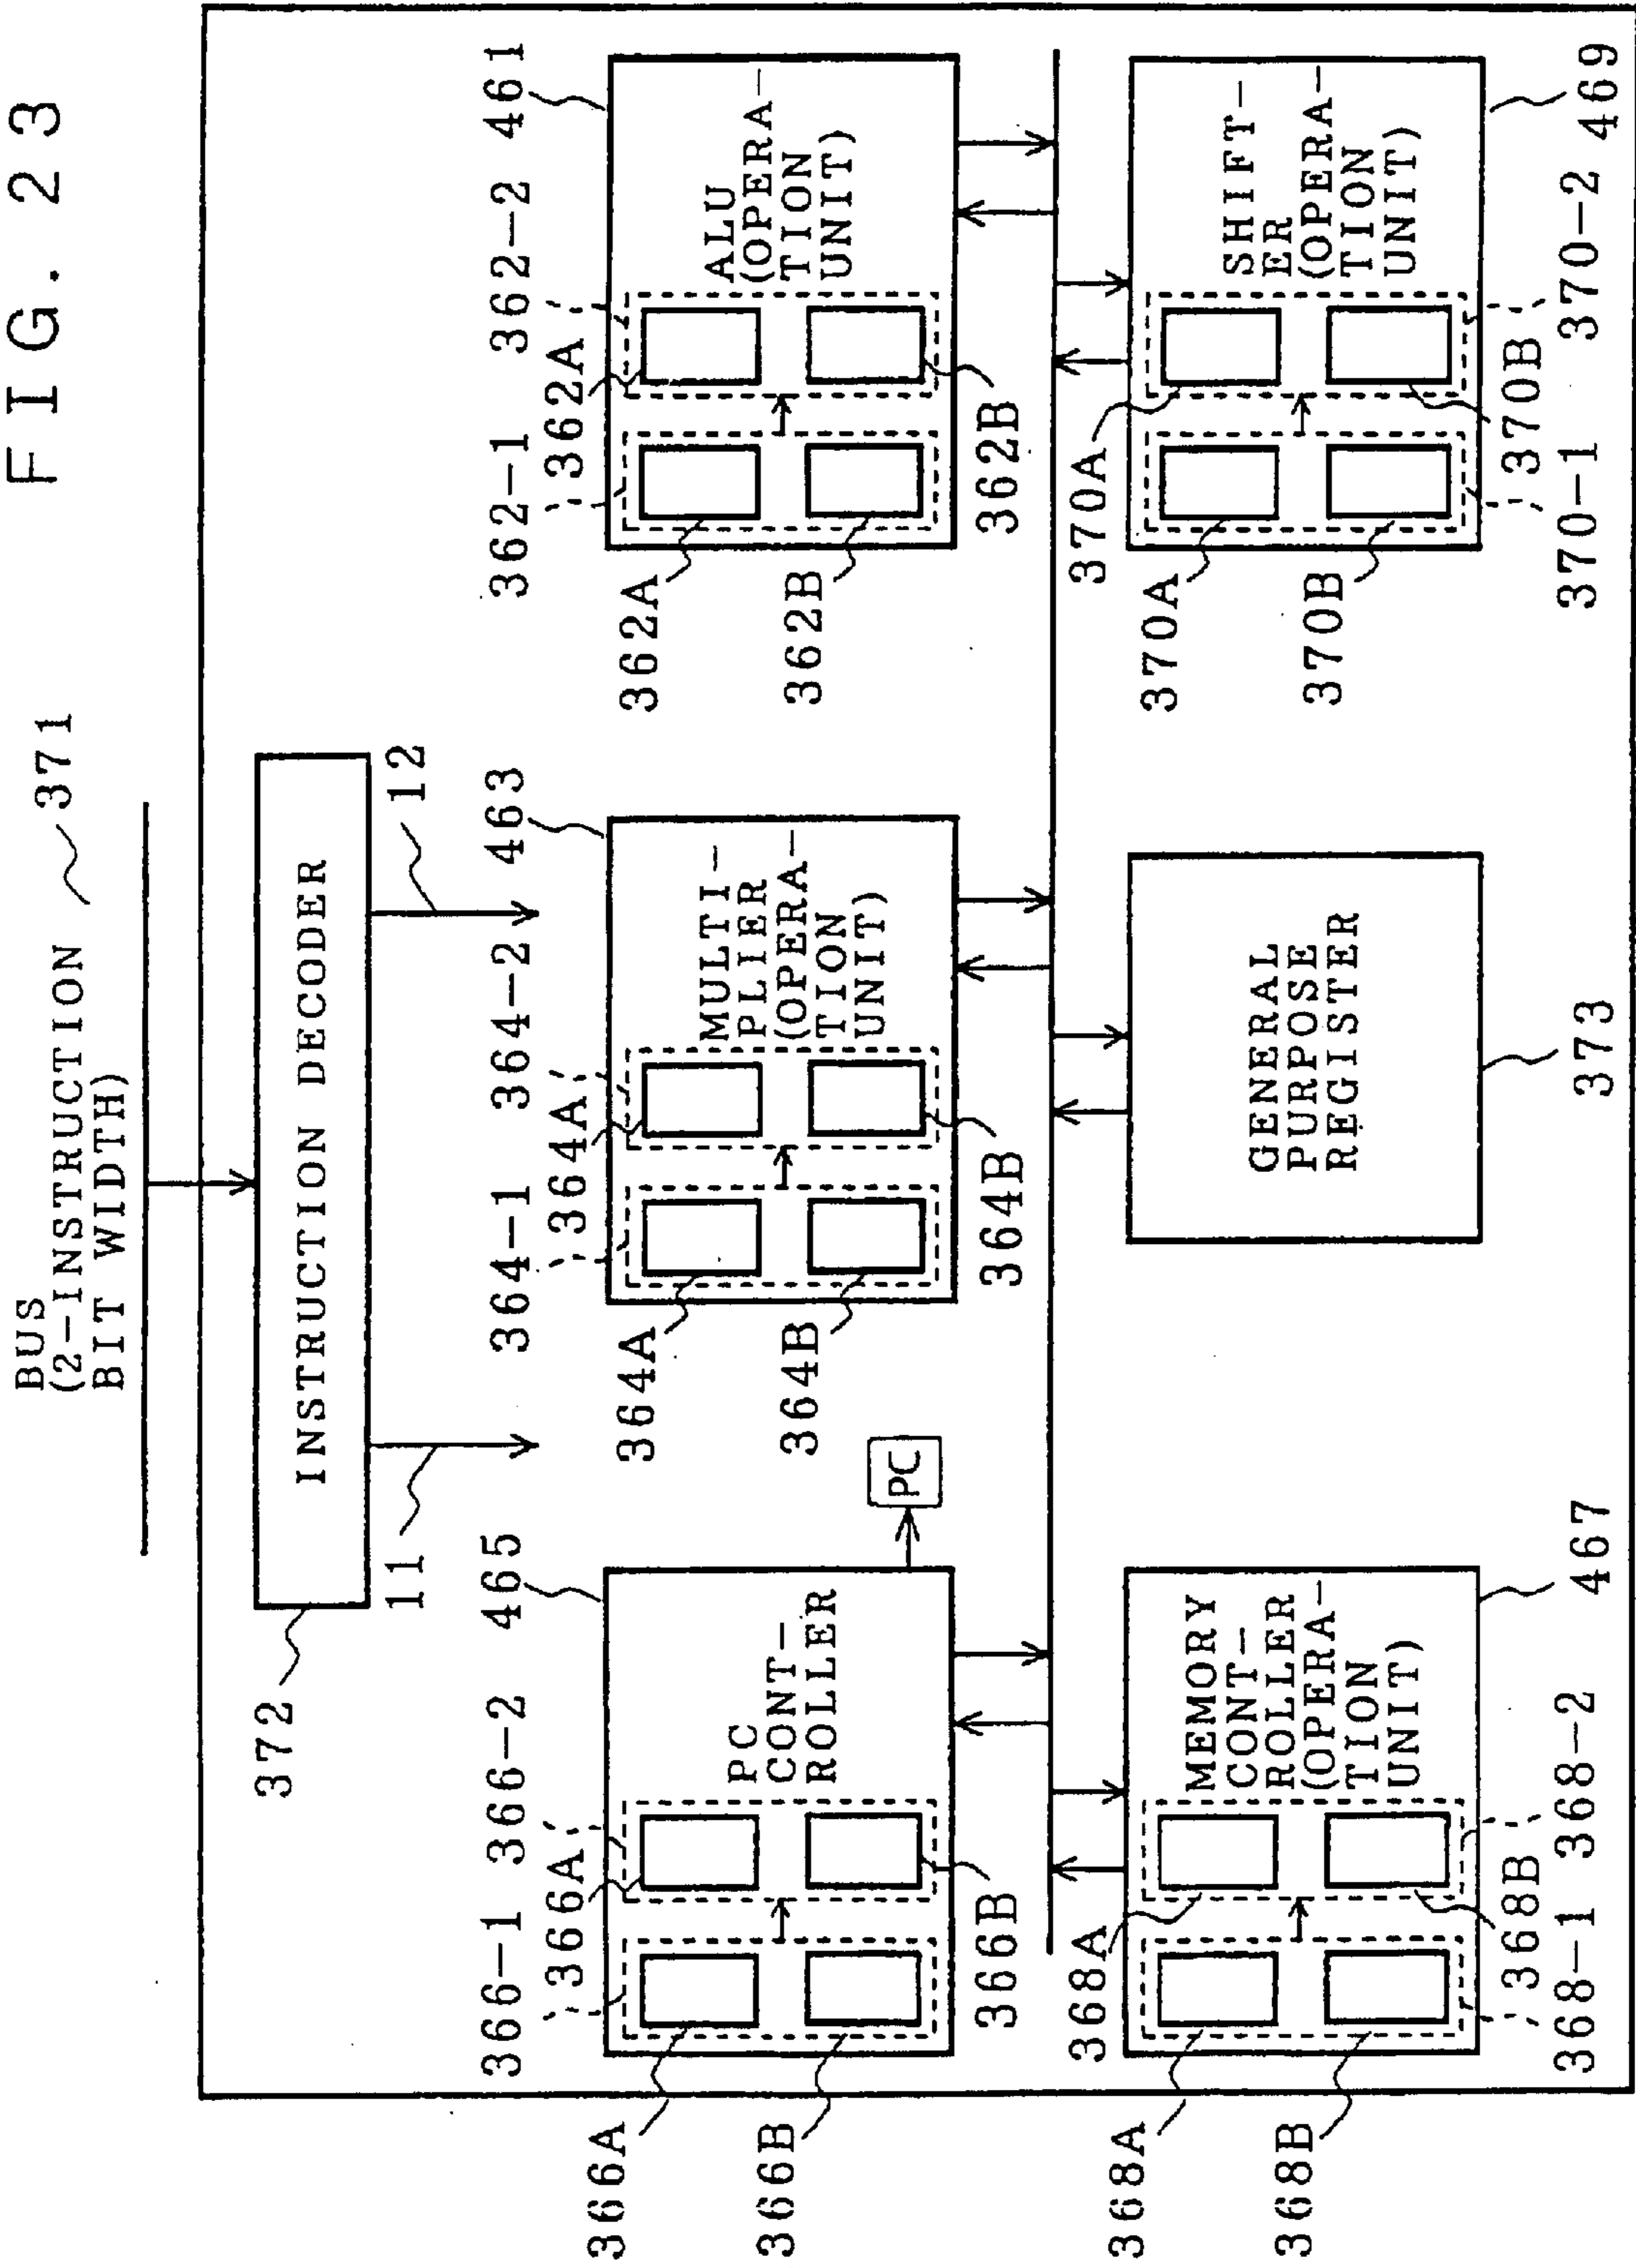 FIG. 23
BUS
(2-INSTRUCTION
BIT WIDTH)
371
INSTRUCTION DECODER
372
11
12
366-1
366-2
465
366A
366A
366B
366B
PC
CONT-
ROLLER
PC
364-1
364-2
463
364A
364A
364B
364B
MULTI-
PLIER
(OPERA-
TION
UNIT)
362-1
362-2
461
362A
362A
362B
362B
ALU
(OPERA-
TION
UNIT)
368A
368A
368B
368B
368-1
368-2
MEMORY
CONT-
ROLLER
(OPERA-
TION
UNIT)
467
GENERAL
PURPOSE
REGISTER
373
370A
370A
370B
370B
370-1
370-2
SHIFT-
ER
(OPERA-
TION
UNIT)
469